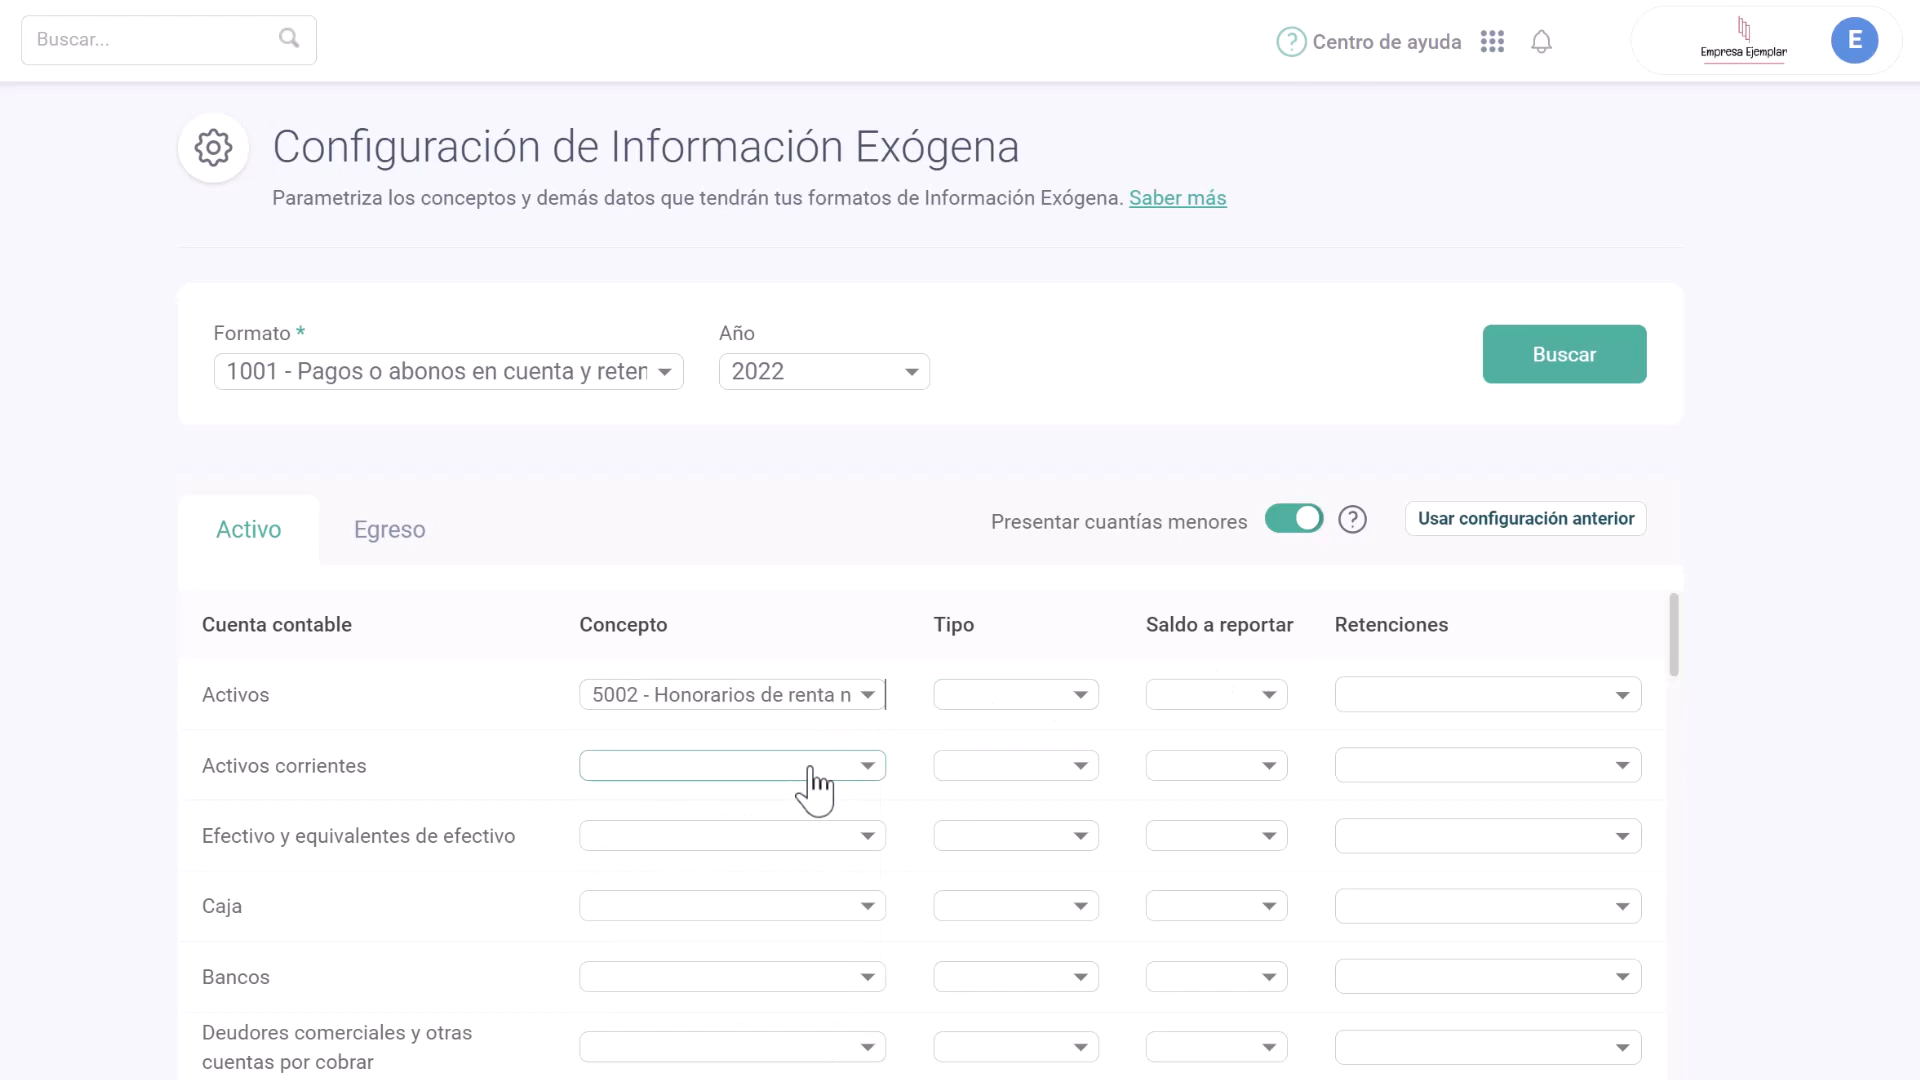 Buscar...
Centro de ayuda
Empresa Ejemplar
E
Configuración de Información Exógena
Parametriza los conceptos y demás datos que tendrán tus formatos de Información Exógena. Saber más
Formato *
Año
1001 - Pagos o abonos en cuenta y reten
2022
Buscar
Activo
Egreso
Presentar cuantías menores
Usar configuración anterior
Cuenta contable
Concepto
Tipo
Saldo a reportar
Retenciones
Activos
5002 - Honorarios de renta n
Activos corrientes
Efectivo y equivalentes de efectivo
Caja
Bancos
Deudores comerciales y otras
cuentas por cobrar